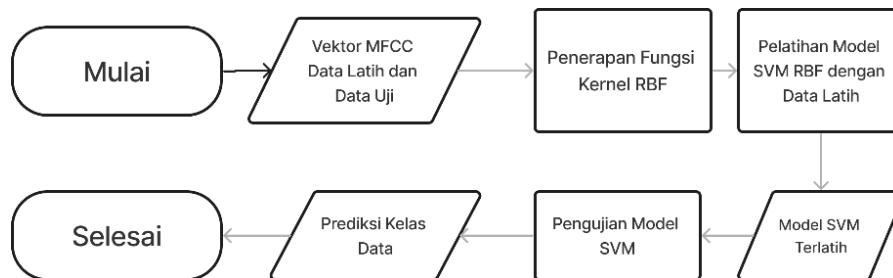 Mulai
Vektor MFCC
Data Latih dan
Data Uji
Penerapan Fungsi
Kernel RBF
Pelatihan Model
SVM RBF dengan
Data Latih
Model SVM
Terlatih
Pengujian Model
SVM
Prediksi Kelas
Data
Selesai